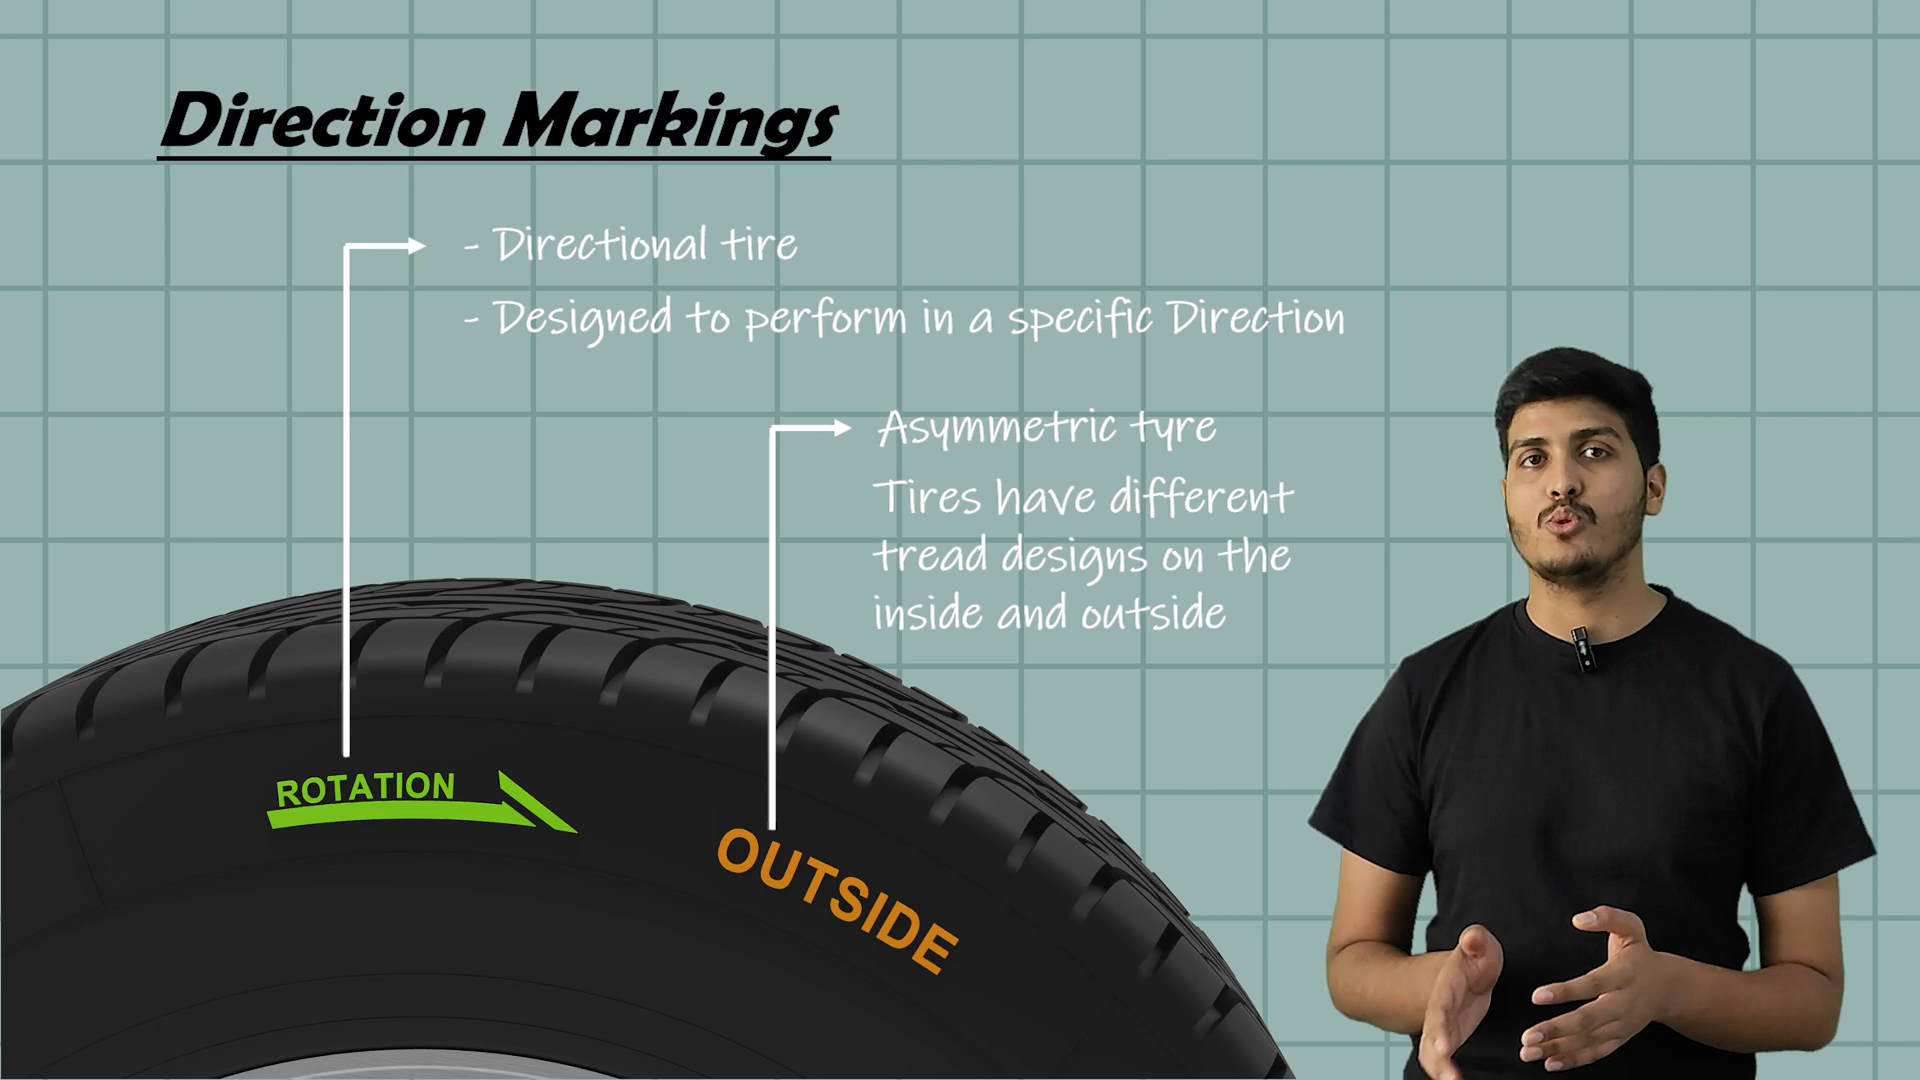 Direction Markings
- Directional tire
- Designed to perform in a specific Direction
Asymmetric tyre
Tires have different
tread designs on the
inside and outside
ROTATION
OUTSIDE